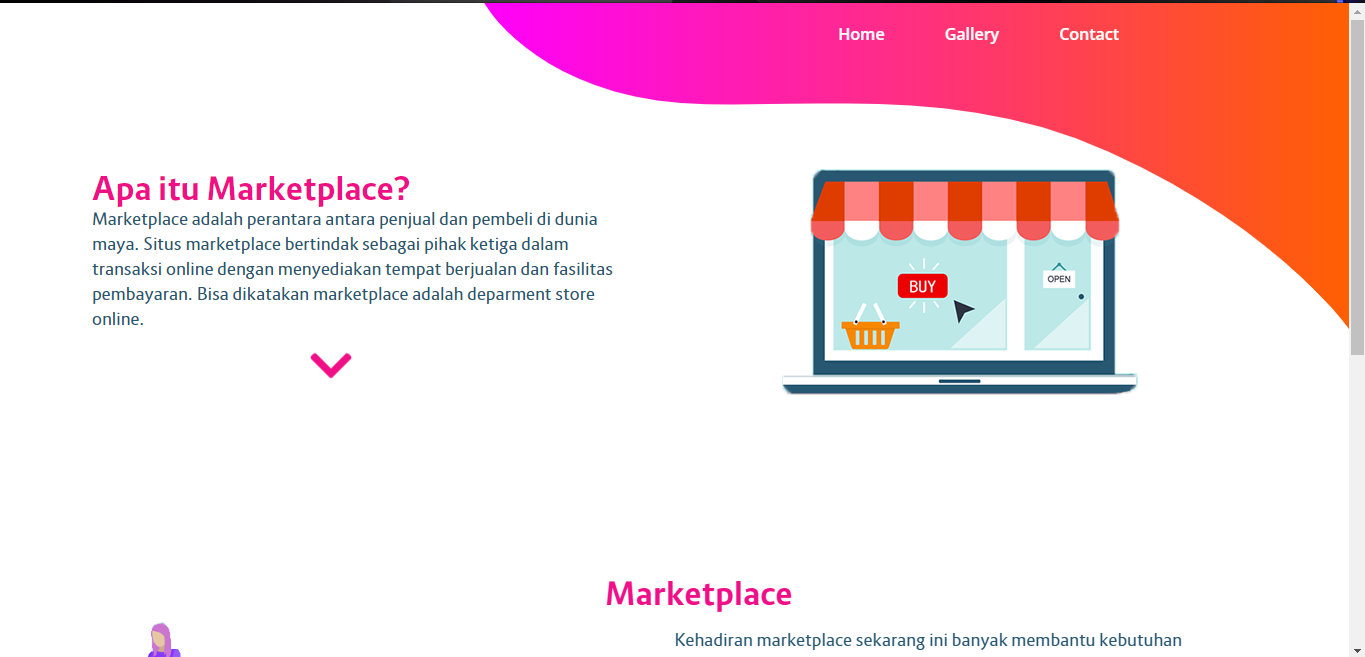 Home Gallery Contact
Apa itu Marketplace?
Marketplace adalah perantara antara penjual dan pembeli di dunia
maya. Situs marketplace bertindak sebagai pihak ketiga dalam
transaksi online dengan menyediakan tempat berjualan dan fasilitas
pembayaran. Bisa dikatakan marketplace adalah deparment store
online.
BUY
OPEN
Marketplace
Kehadiran marketplace sekarang ini banyak membantu kebutuhan